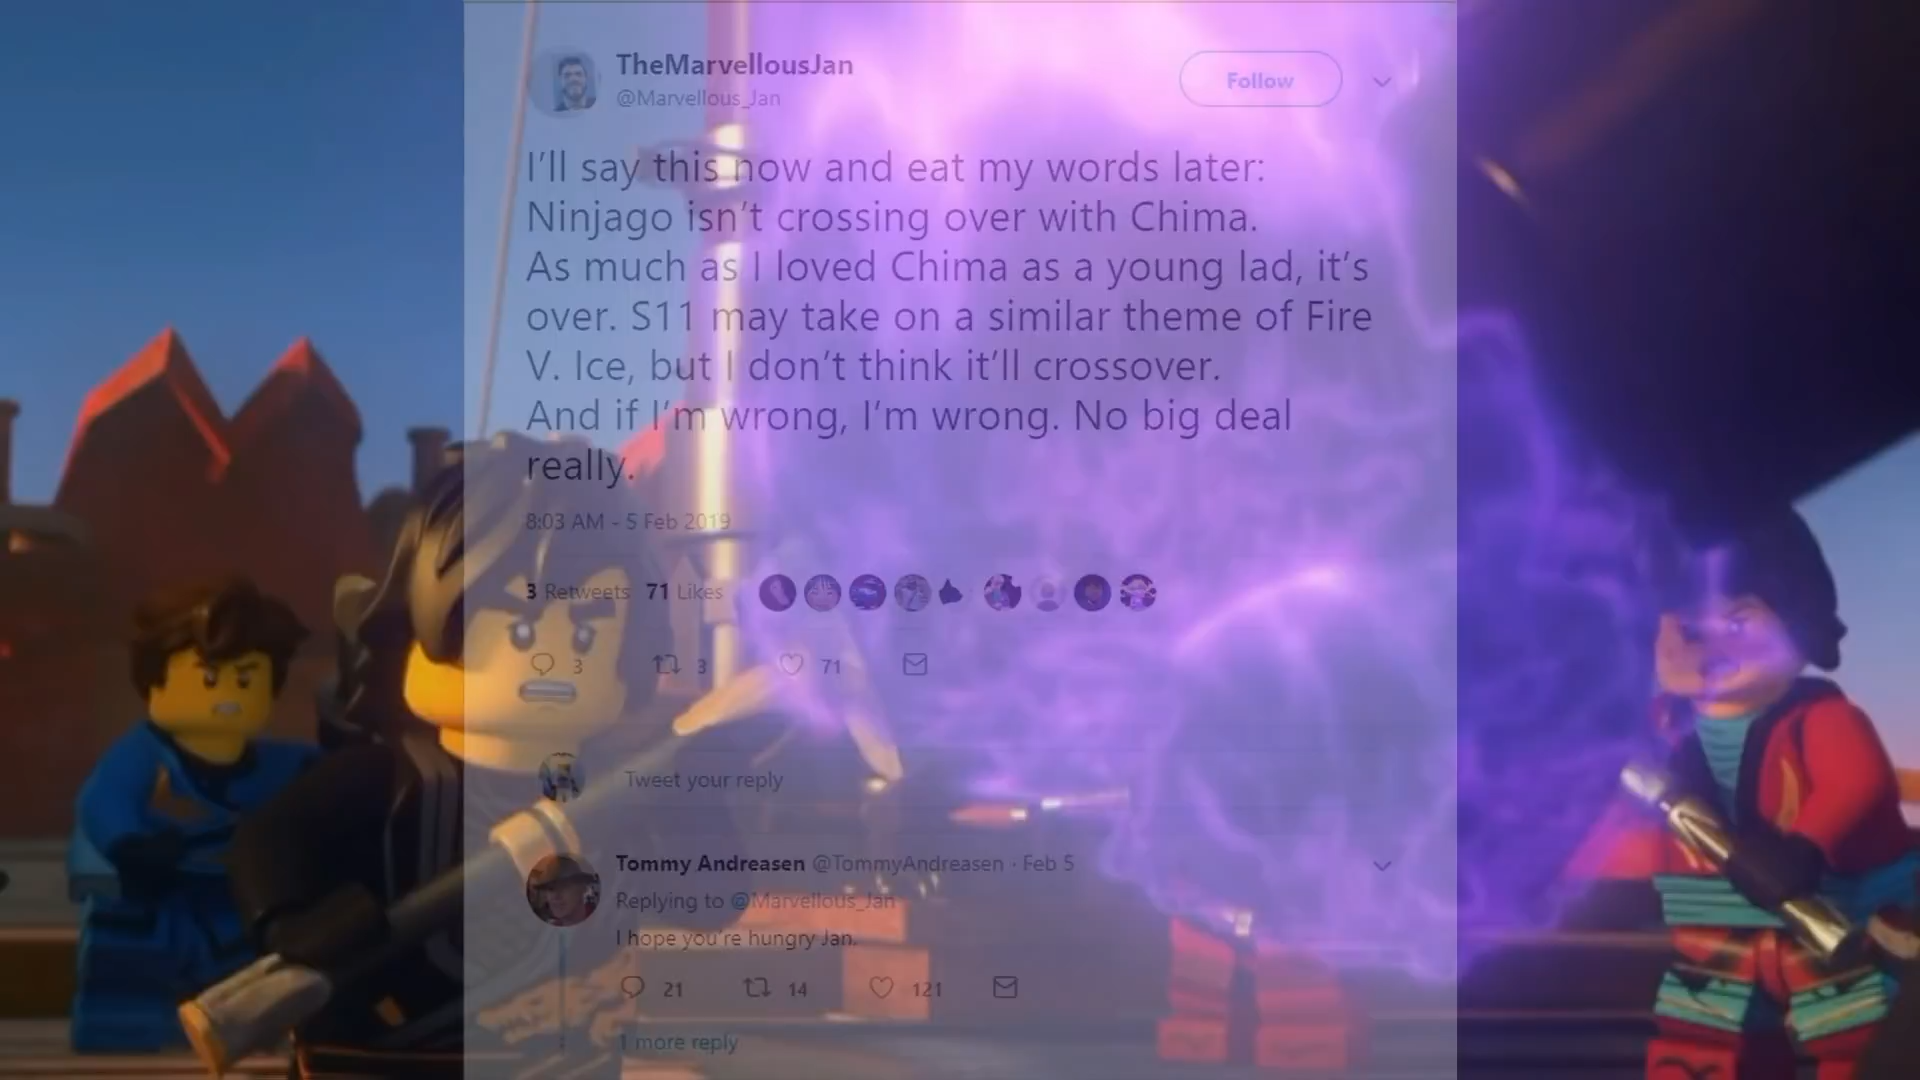 TheMarvellousJan
@Marvellous_Jan
Follow
I'll say this now and eat my words later:
Ninjago isn't crossing over with Chima.
As much as I loved Chima as a young lad, it's
over. S11 may take on a similar theme of Fire
V. Ice, but I don't think it'll crossover.
And if I'm wrong, I'm wrong. No big deal
really.
8:03 AM - 5 Feb 2019
3 Retweets 71 Likes
3 3 71
Tweet your reply
Tommy Andreasen @TommyAndreasen · Feb 5
Replying to @Marvellous_Jan
I hope you're hungry Jan.
21 14 121
1 more reply